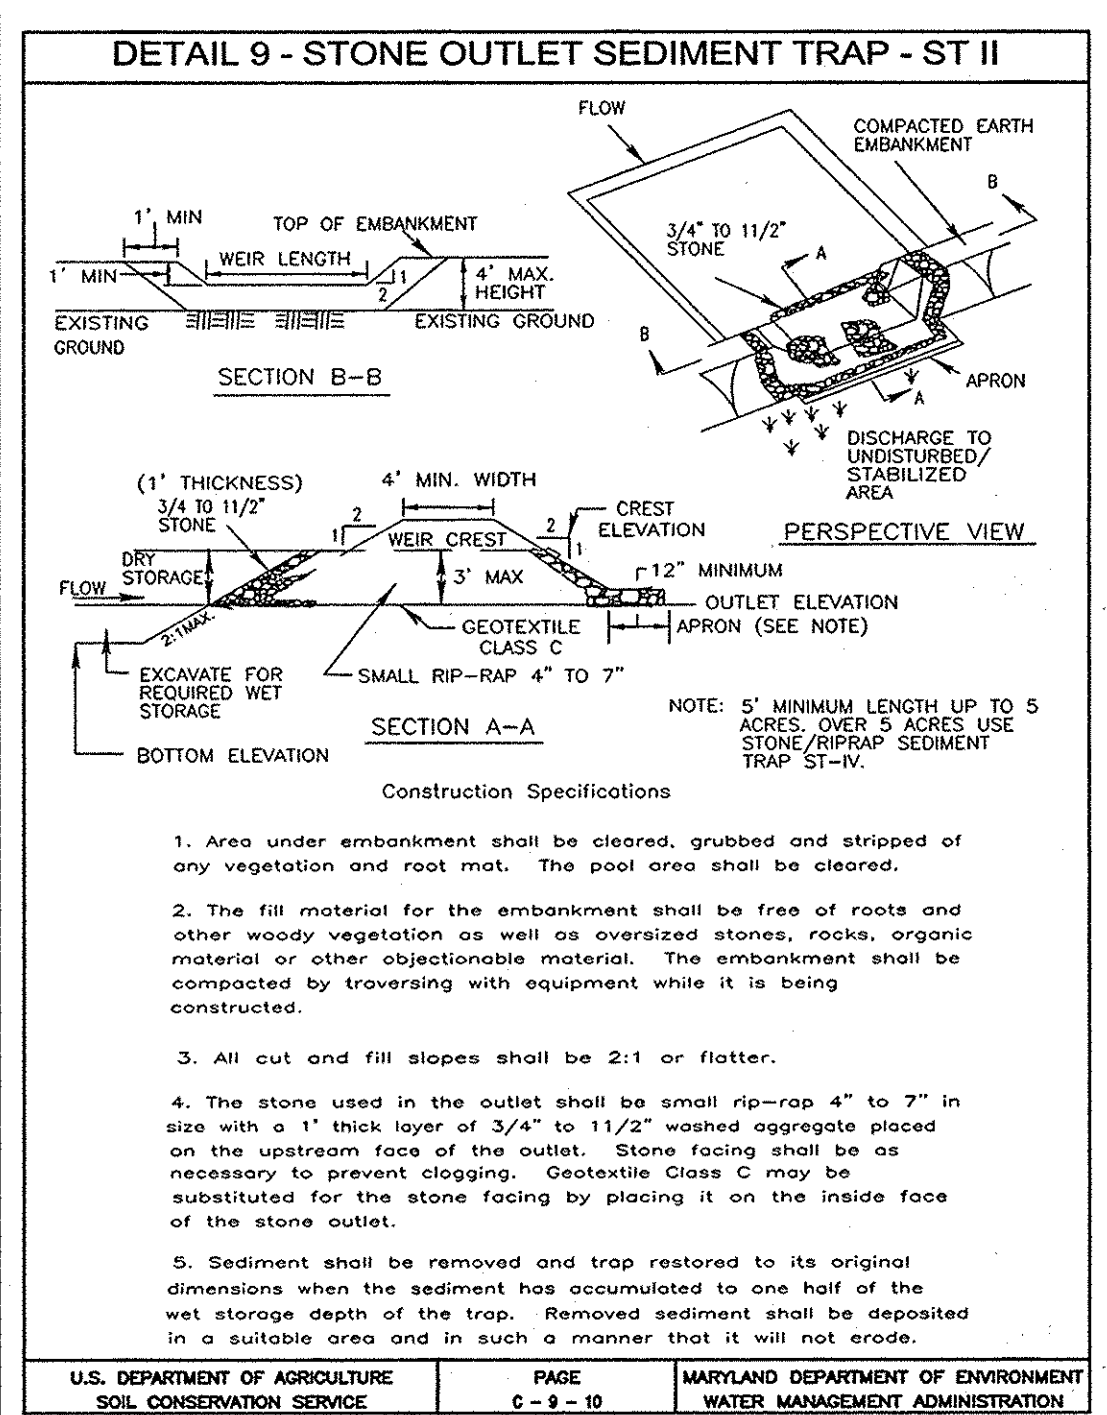 DETAIL 9 - STONE OUTLET SEDIMENT TRAP - ST II
FLOW
COMPACTED EARTH
EMBANKMENT
B
1' MIN
TOP OF EMBANKMENT
3/4" TO 11/2"
STONE
A
WEIR LENGTH
1' MIN
1
2
4' MAX.
HEIGHT
EXISTING
GROUND
EXISTING GROUND
B
SECTION B-B
APRON
A
DISCHARGE TO
UNDISTURBED/
STABILIZED
AREA
PERSPECTIVE VIEW
(1' THICKNESS)
3/4 TO 11/2"
STONE
4' MIN. WIDTH
2
1
WEIR CREST
2
1
CREST
ELEVATION
DRY
STORAGE
3' MAX
12" MINIMUM
FLOW
OUTLET ELEVATION
2:1 MAX.
GEOTEXTILE
CLASS C
APRON (SEE NOTE)
EXCAVATE FOR
REQUIRED WET
STORAGE
SMALL RIP-RAP 4" TO 7"
SECTION A-A
BOTTOM ELEVATION
NOTE: 5' MINIMUM LENGTH UP TO 5
ACRES. OVER 5 ACRES USE
STONE/RIPRAP SEDIMENT
TRAP ST-IV.
Construction Specifications
1. Area under embankment shall be cleared, grubbed and stripped of
any vegetation and root mat. The pool area shall be cleared.
2. The fill material for the embankment shall be free of roots and
other woody vegetation as well as oversized stones, rocks, organic
material or other objectionable material. The embankment shall be
compacted by traversing with equipment while it is being
constructed.
3. All cut and fill slopes shall be 2:1 or flatter.
4. The stone used in the outlet shall be small rip-rap 4" to 7" in
size with a 1' thick layer of 3/4" to 11/2" washed aggregate placed
on the upstream face of the outlet. Stone facing shall be as
necessary to prevent clogging. Geotextile Class C may be
substituted for the stone facing by placing it on the inside face
of the stone outlet.
5. Sediment shall be removed and trap restored to its original
dimensions when the sediment has accumulated to one half of the
wet storage depth of the trap. Removed sediment shall be deposited
in a suitable area and in such a manner that it will not erode.
U.S. DEPARTMENT OF AGRICULTURE
SOIL CONSERVATION SERVICE
PAGE
C - 9 - 10
MARYLAND DEPARTMENT OF ENVIRONMENT
WATER MANAGEMENT ADMINISTRATION